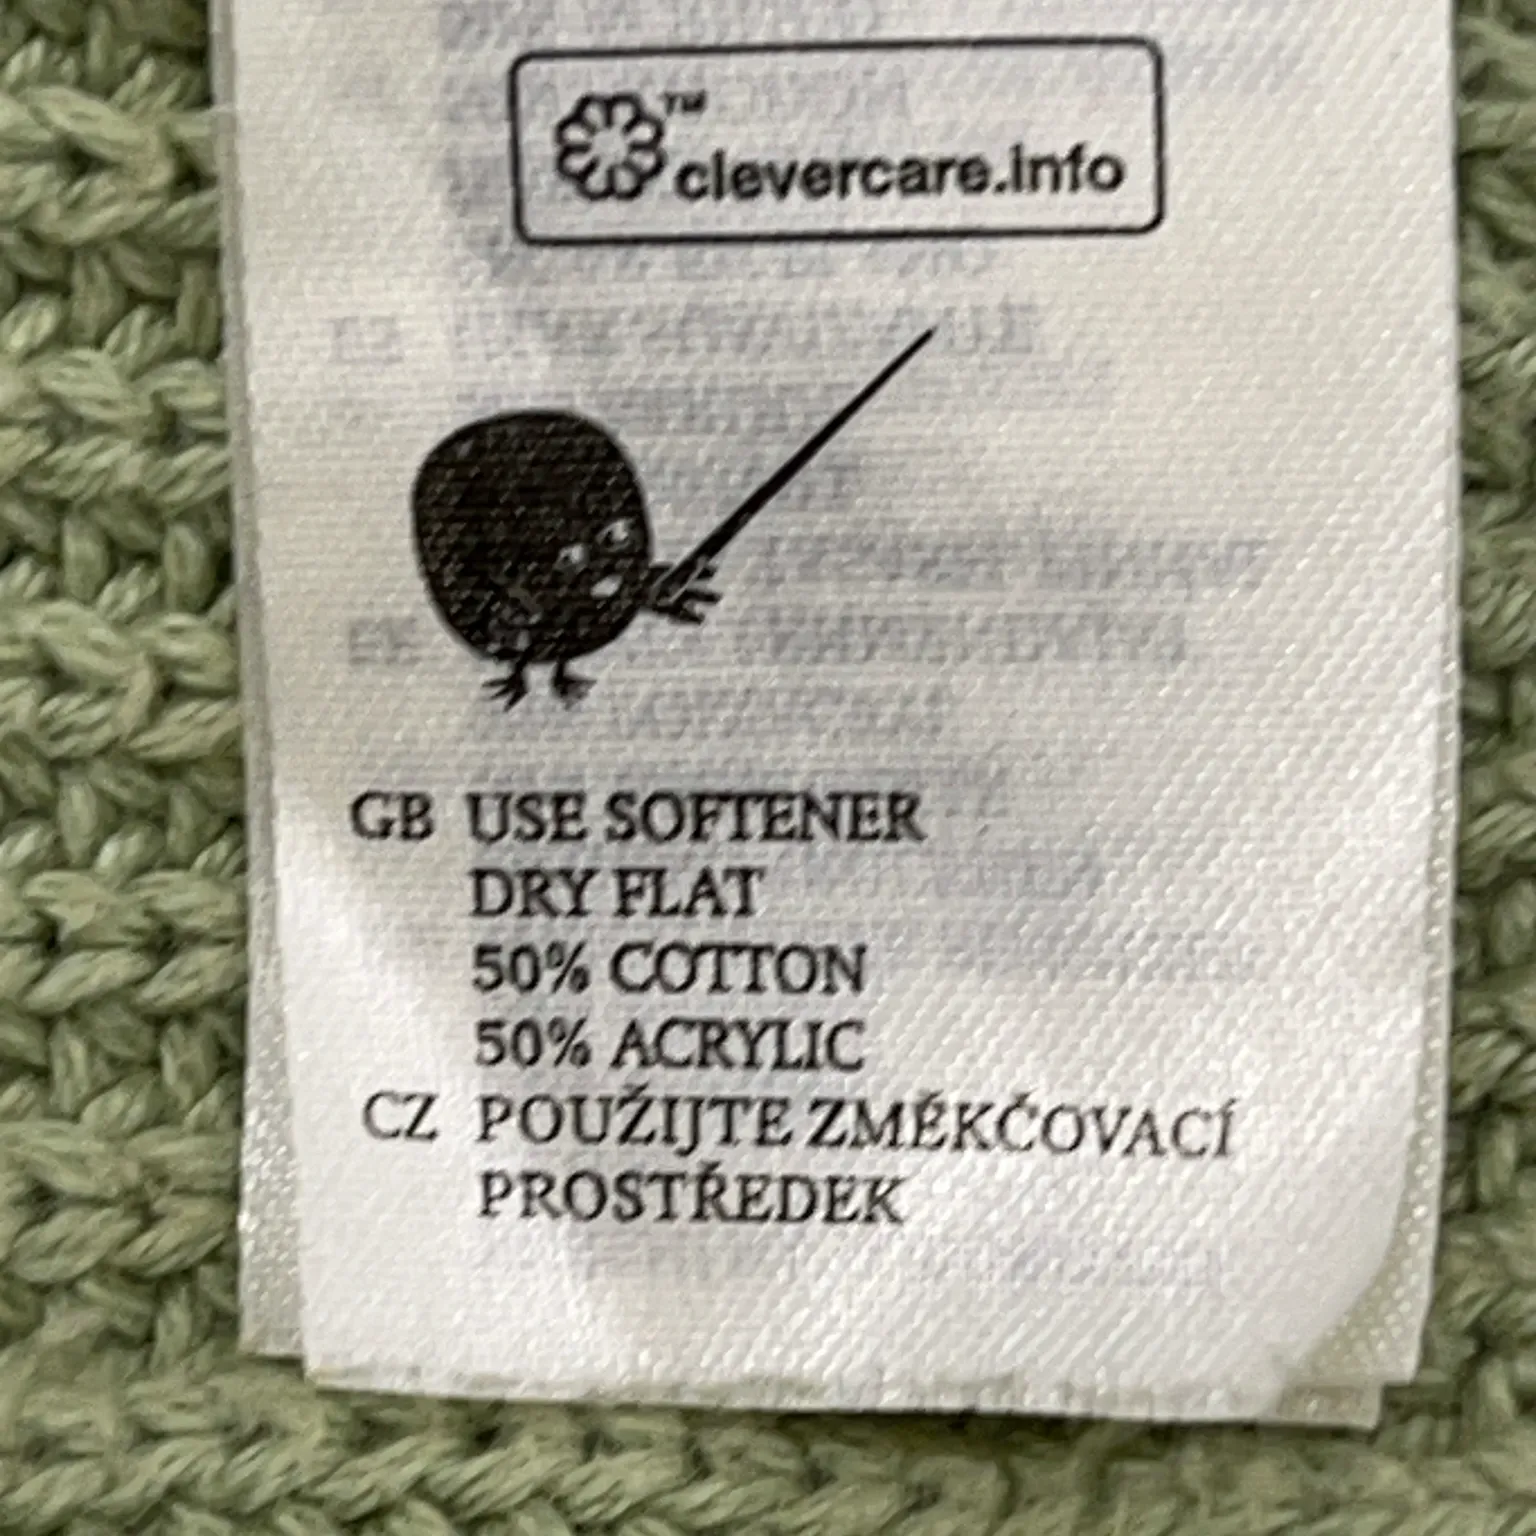 ™
clevercare.info
GB USE SOFTENER
DRY FLAT
50% COTTON
50% ACRYLIC
CZ POUŽIJTE ZMĚKČOVACÍ
PROSTŘEDEK